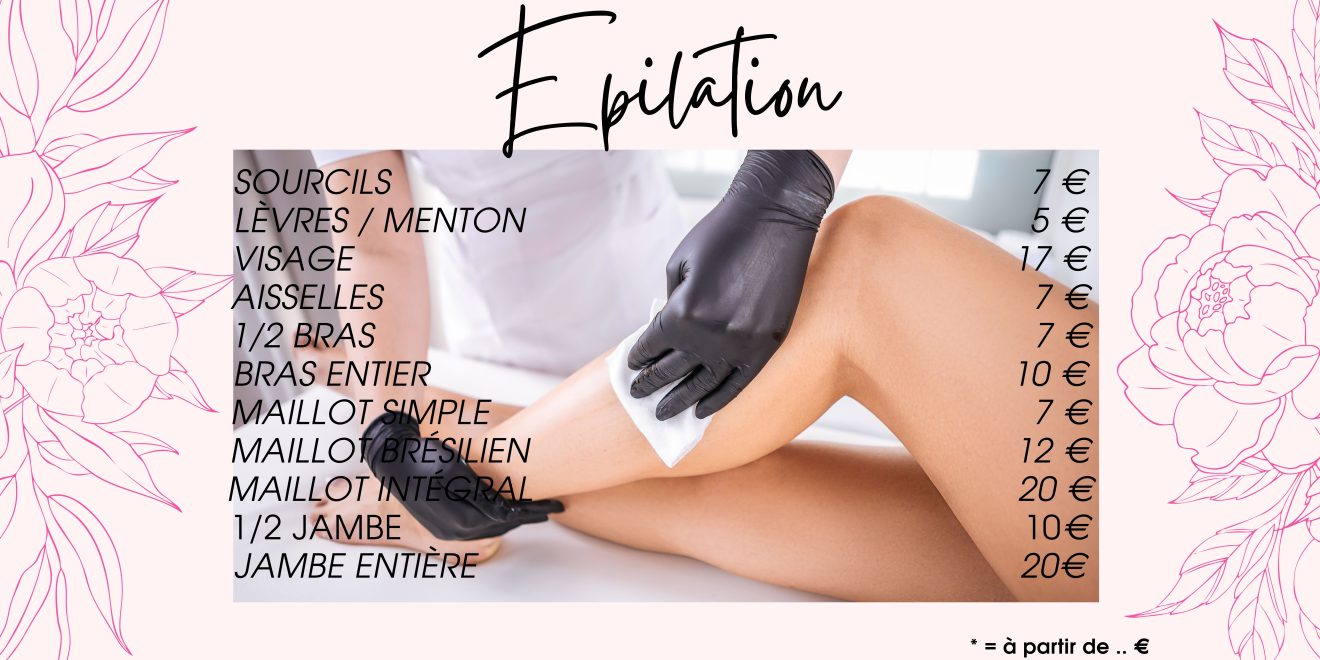 Epilation
SOURCILS 7 €
LÈVRES / MENTON 5 €
VISAGE 17 €
AISSELLES 7 €
1/2 BRAS 7 €
BRAS ENTIER 10 €
MAILLOT SIMPLE 7 €
MAILLOT BRÉSILIEN 12 €
MAILLOT INTÉGRAL 20 €
1/2 JAMBE 10€
JAMBE ENTIÈRE 20€
* = à partir de .. €